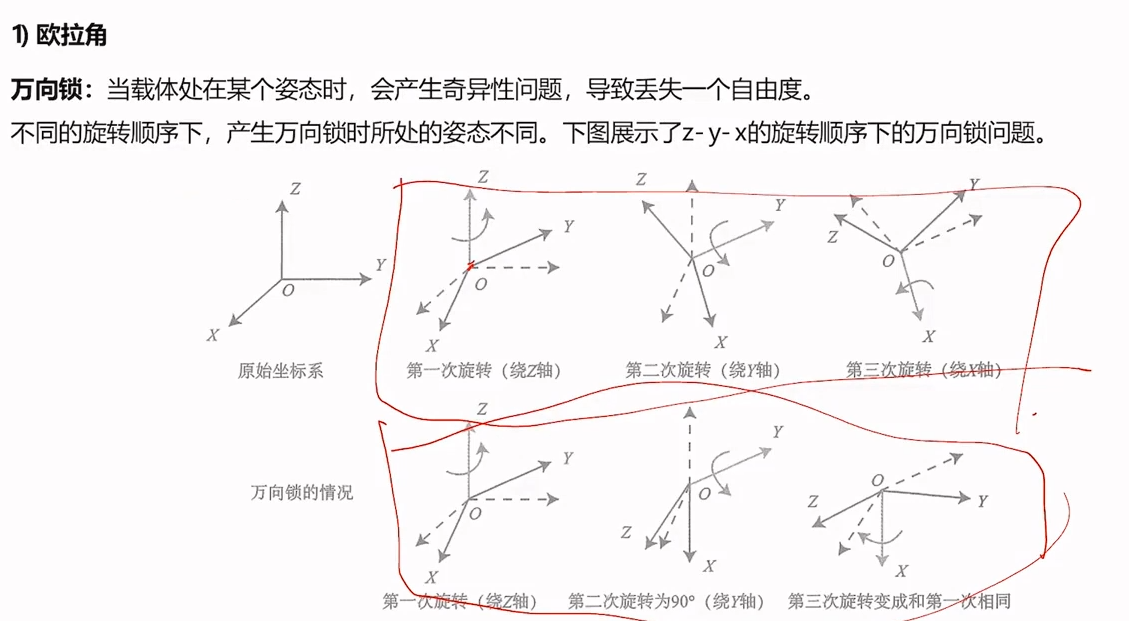 1) 欧拉角
万向锁：当载体处在某个姿态时，会产生奇异性问题，导致丢失一个自由度。
不同的旋转顺序下，产生万向锁时所处的姿态不同。下图展示了z-y-x的旋转顺序下的万向锁问题。
Z Y X O
Z Y X O
Z Y X O
Z Y X O
原始坐标系 第一次旋转（绕Z轴） 第二次旋转（绕Y轴） 第三次旋转（绕X轴）
Z Y X O
Z Y X O
Z Y X O
万向锁的情况
第一次旋转（绕Z轴） 第二次旋转为90°（绕Y轴） 第三次旋转变成和第一次相同